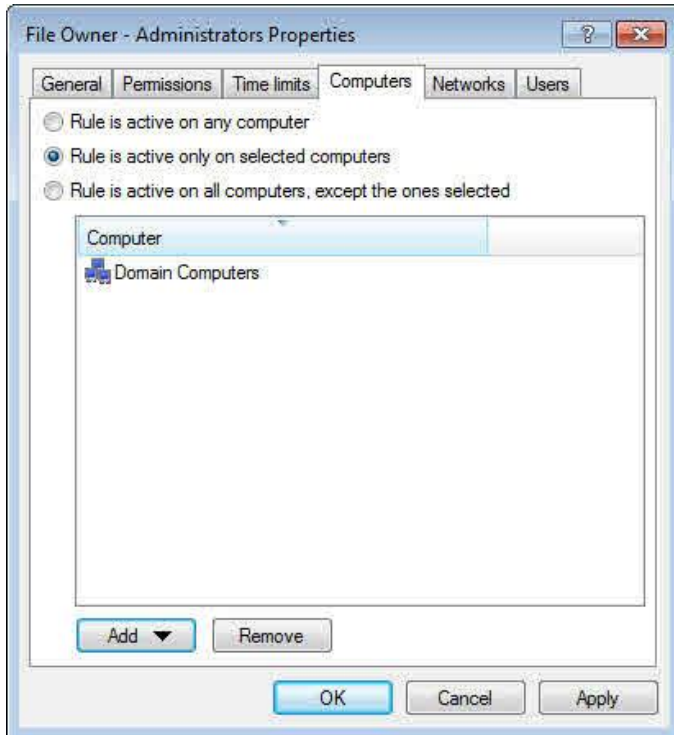 File Owner - Administrators Properties
?
General Permissions Time limits Computers Networks Users
Rule is active on any computer
Rule is active only on selected computers
Rule is active on all computers, except the ones selected
Computer
Domain Computers
Add Remove
OK Cancel Apply